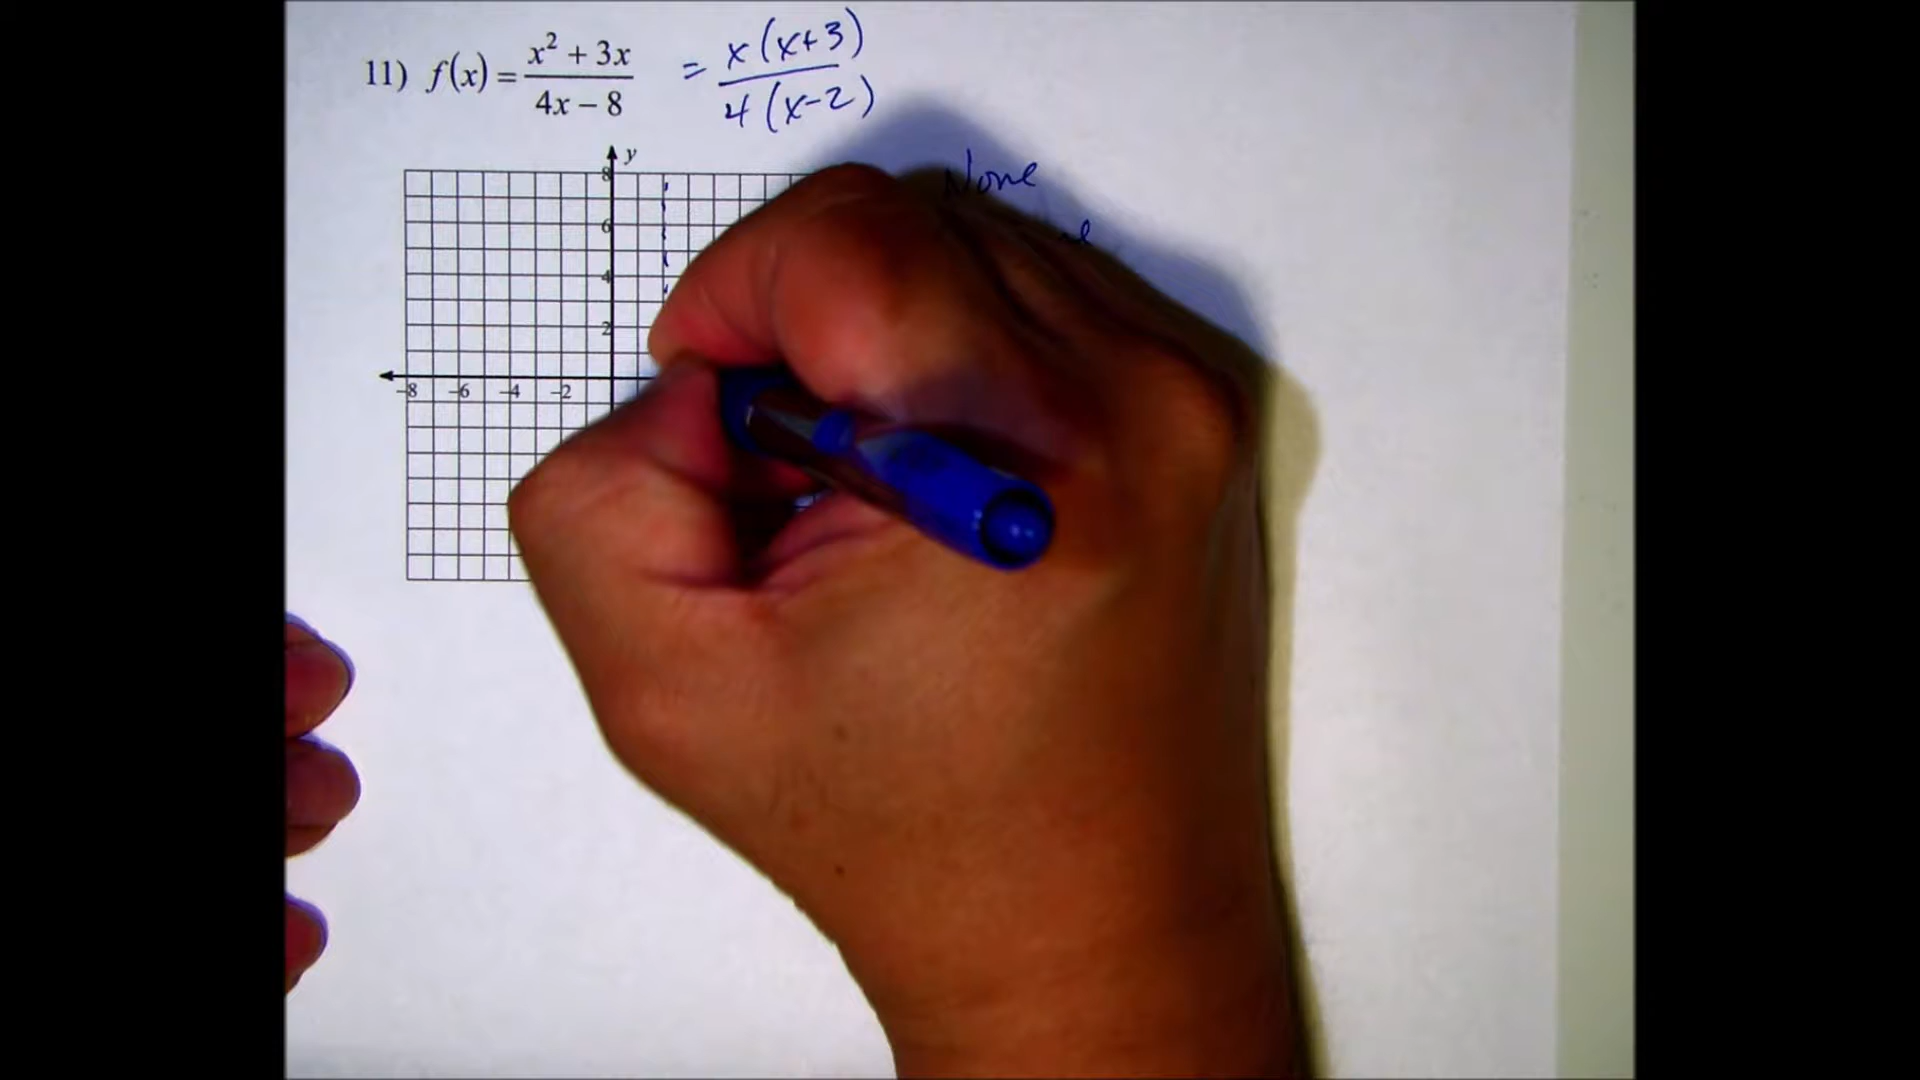 11) f(x) = x² + 3x / 4x − 8 = x(x+3) / 4(x-2)
y
8
6
4
2
−8 −6 −4 −2
None